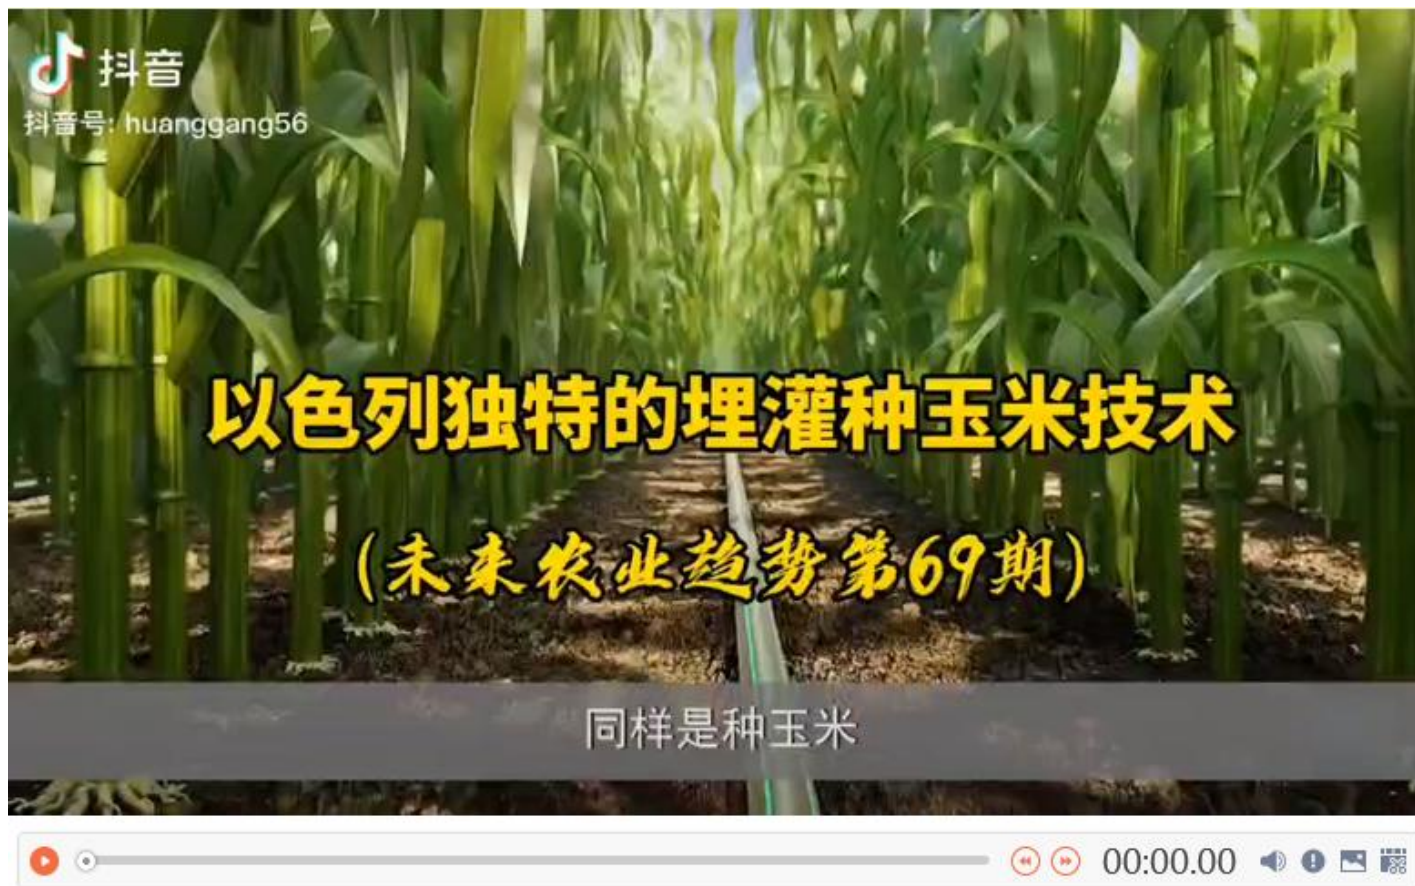 抖音
抖音号: huanggang56
以色列独特的埋灌种玉米技术
(未来农业趋势第69期)
同样是种玉米
00:00.00